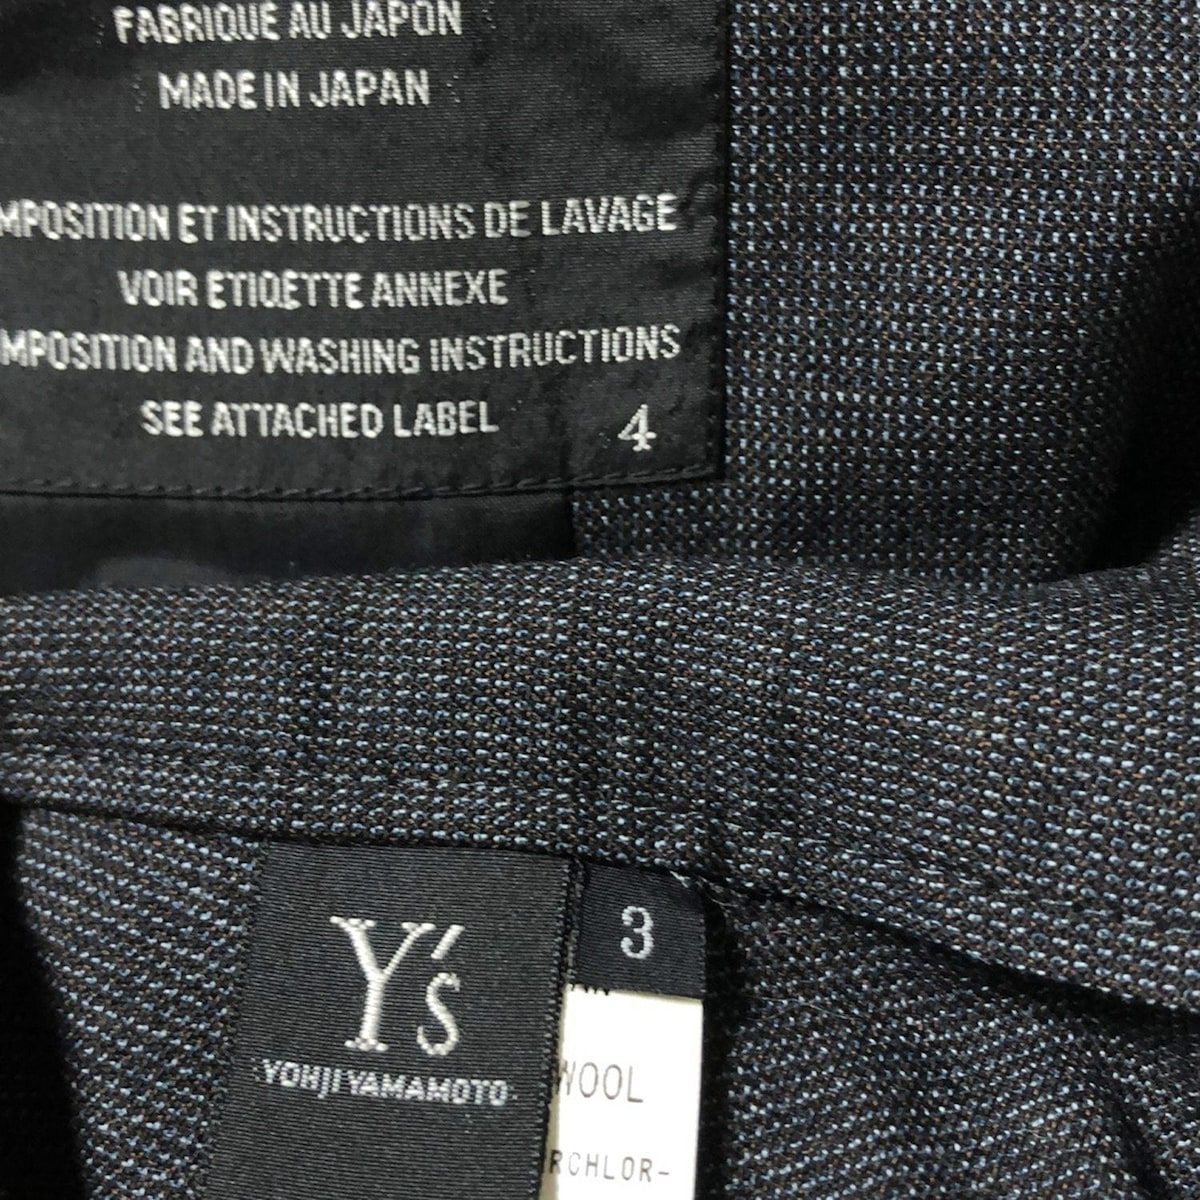 FABRIQUE AU JAPON
MADE IN JAPAN
MPOSITION ET INSTRUCTIONS DE LAVAGE
VOIR ETIQETTE ANNEXE
MPOSITION AND WASHING INSTRUCTIONS
SEE ATTACHED LABEL 4
Y's
YOHJI YAMAMOTO
3
WOOL
RCHLOR-